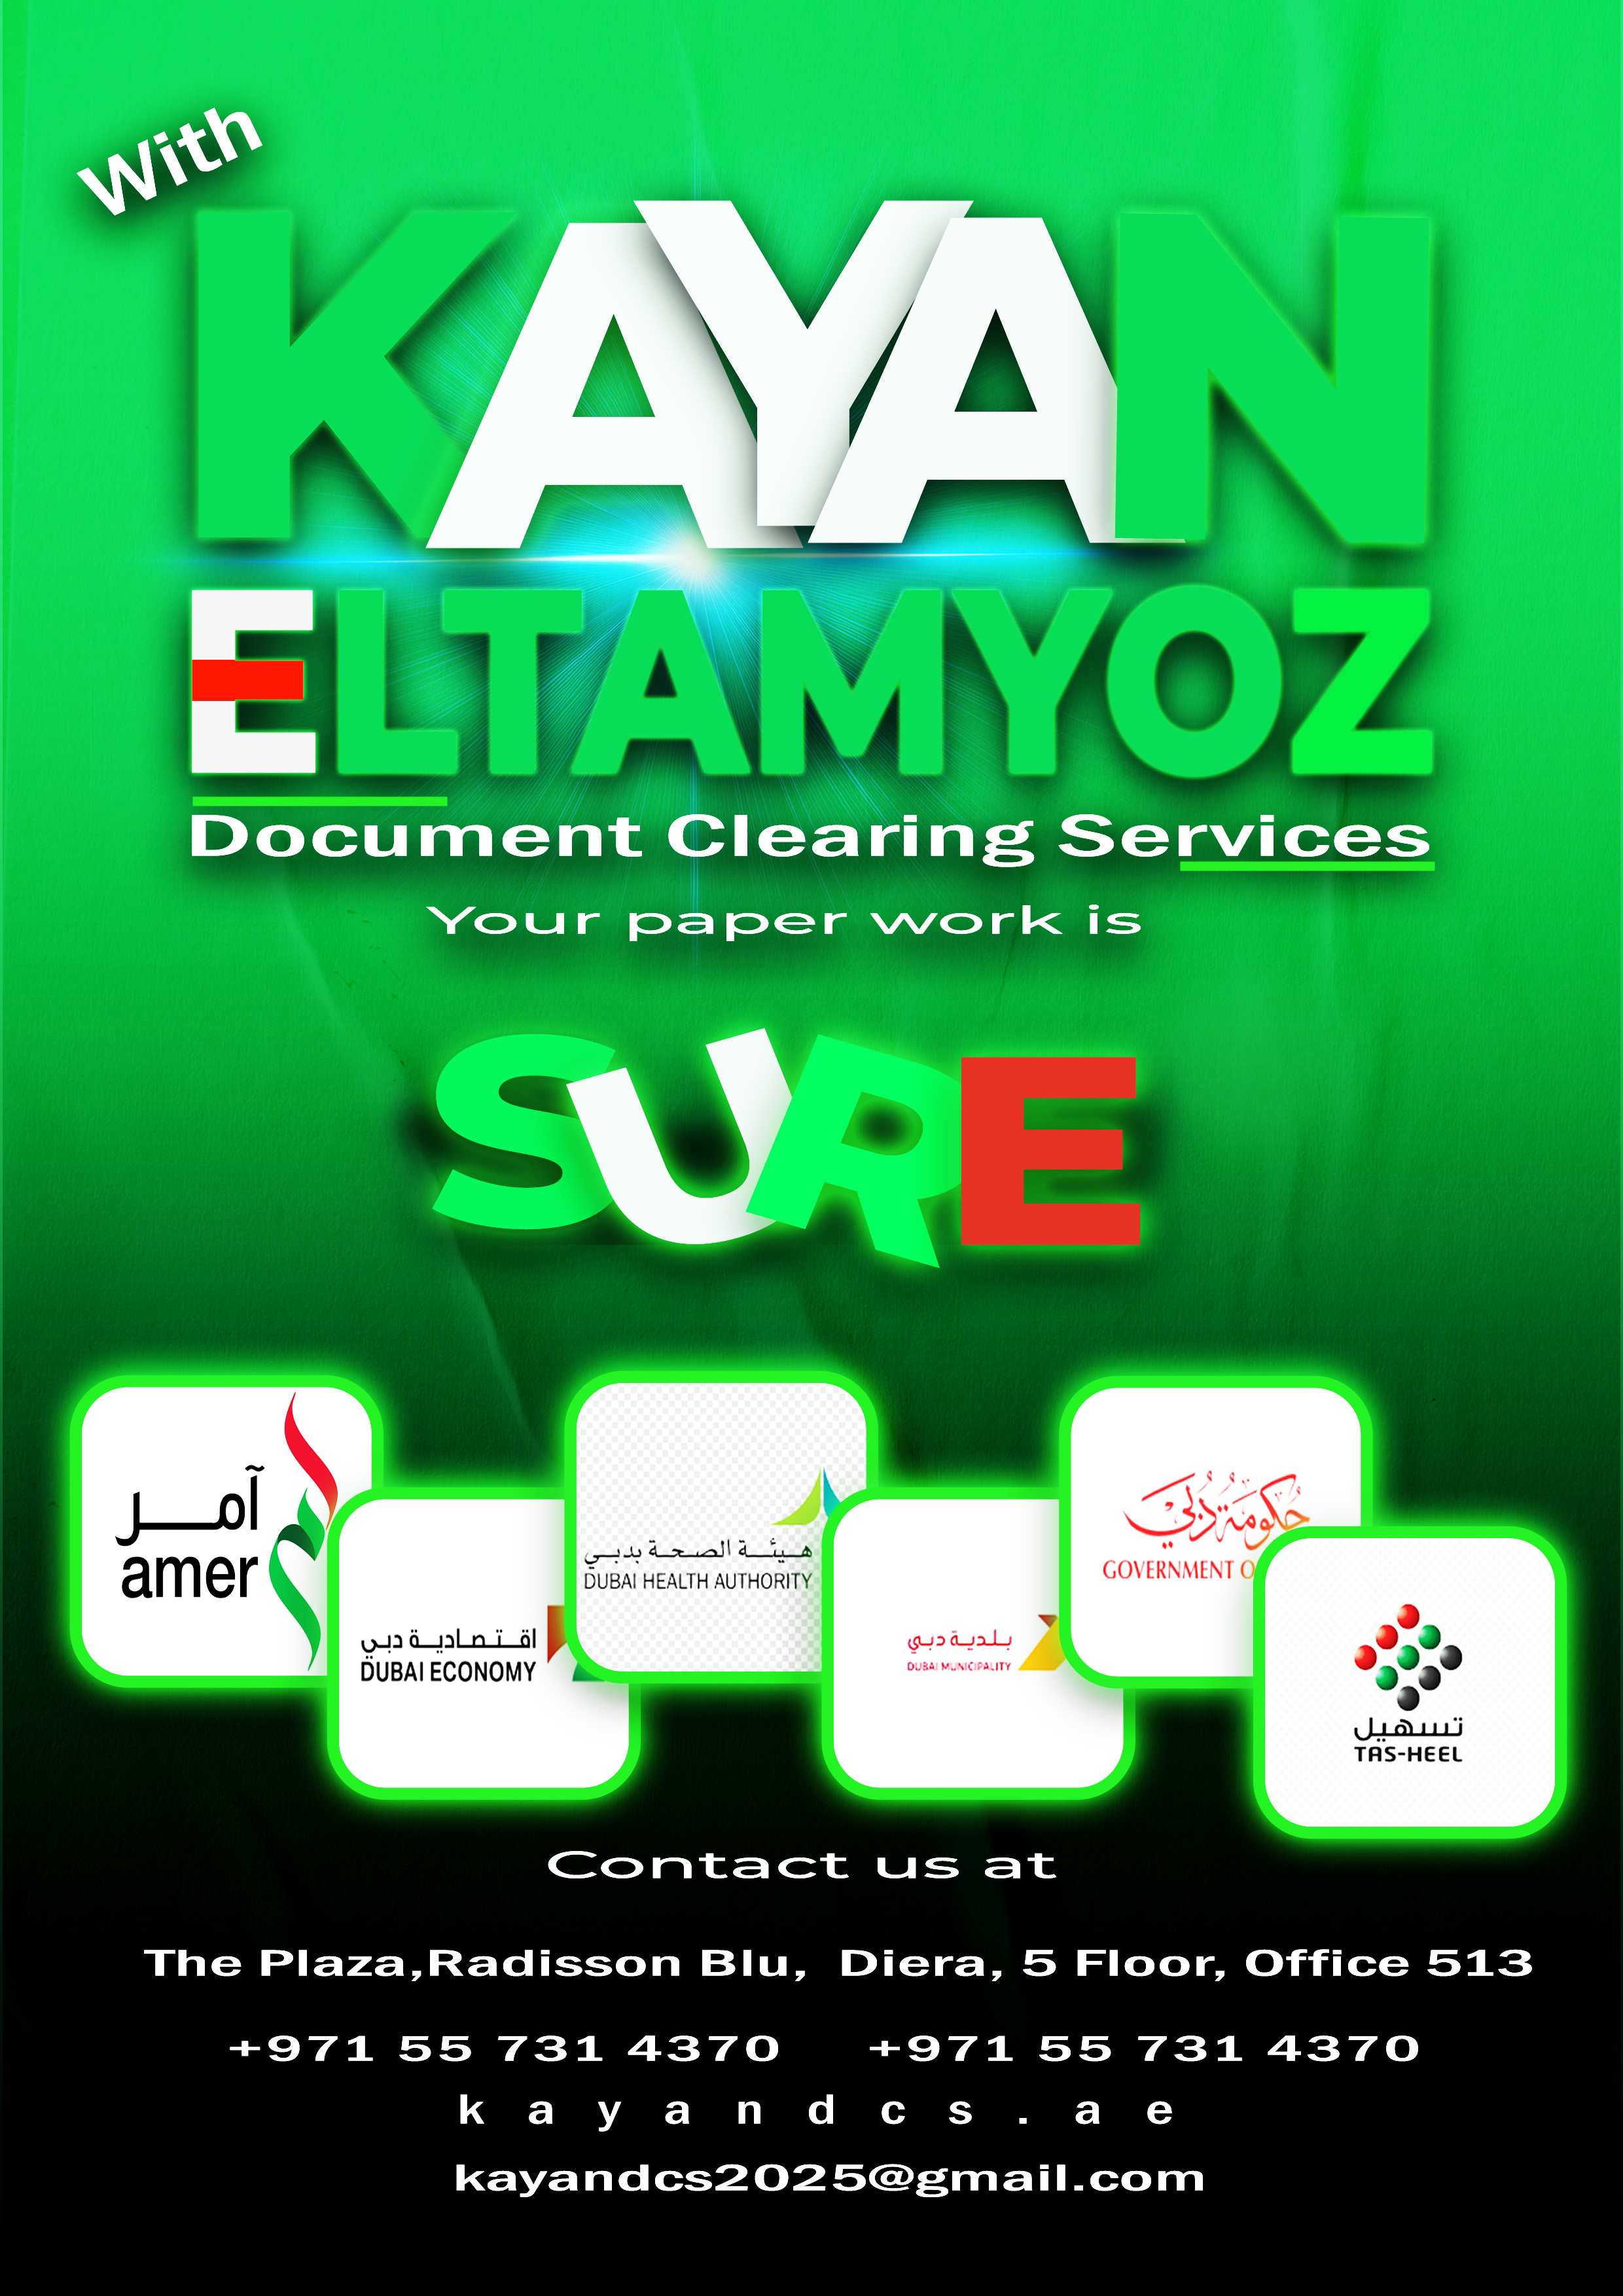 With
KAYAN
ELTAMYOZ
Document Clearing Services
Your paper work is
SURE
آمر
amer
اقتصادية دبي
DUBAI ECONOMY
هيئة الصحة بدبي
DUBAI HEALTH AUTHORITY
بلدية دبي
DUBAI MUNICIPALITY
حكومة دبي
GOVERNMENT O
تسهيل
TAS-HEEL
Contact us at
The Plaza,Radisson Blu, Diera, 5 Floor, Office 513
+971 55 731 4370 +971 55 731 4370
kayandcs.ae
kayandcs2025@gmail.com